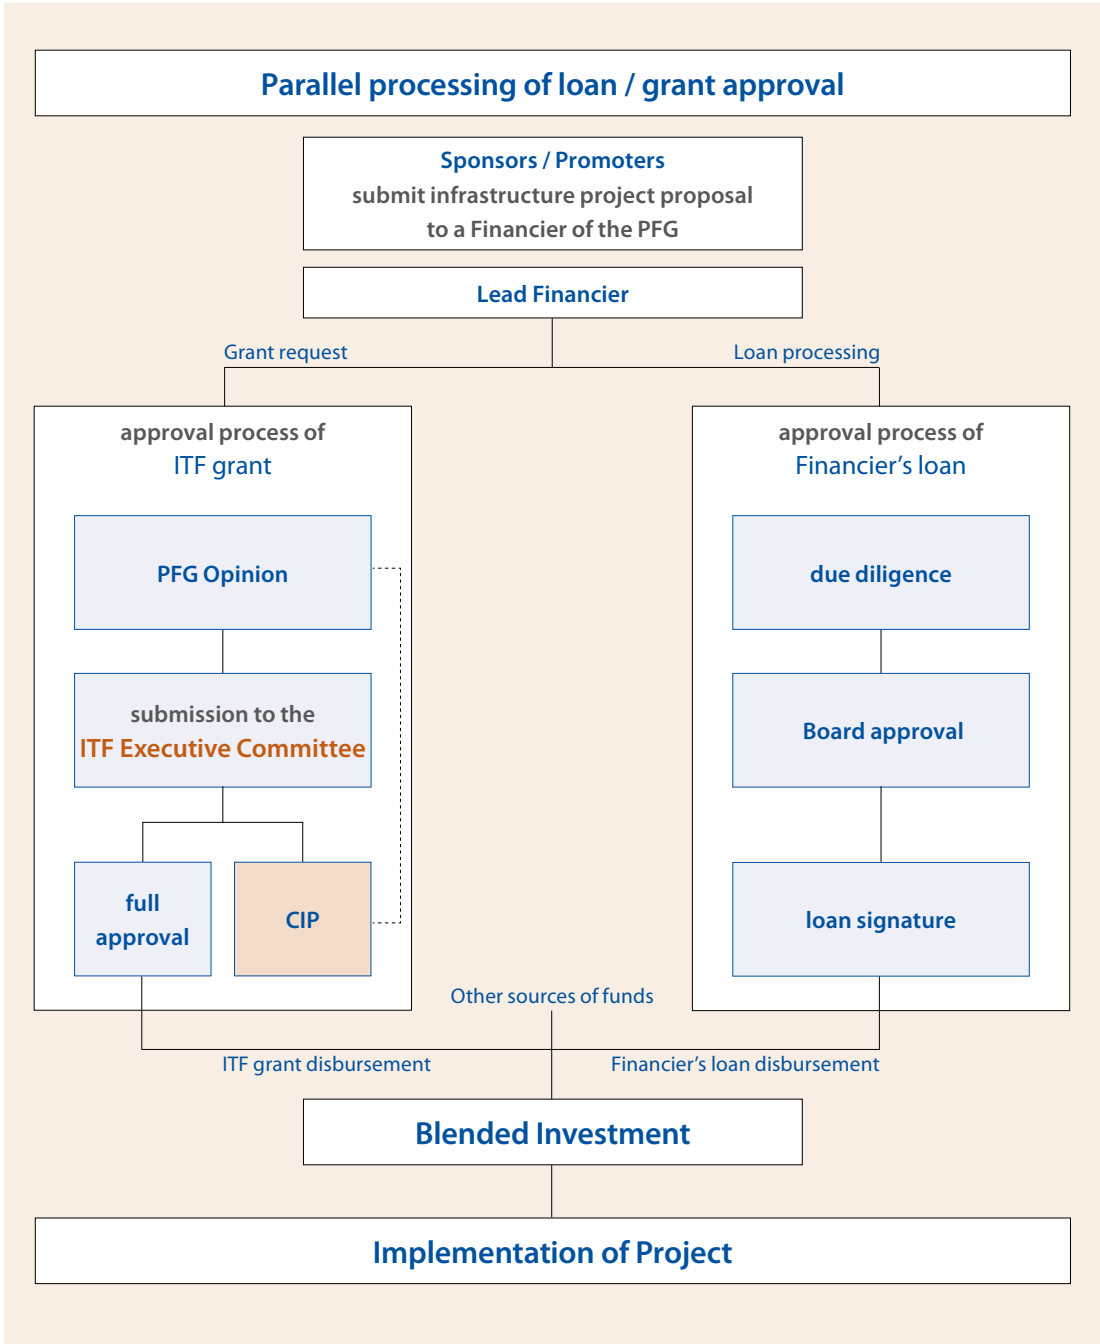 Parallel processing of loan / grant approval
Sponsors / Promoters
submit infrastructure project proposal
to a Financier of the PFG
Lead Financier
Grant request
Loan processing
approval process of
ITF grant
PFG Opinion
submission to the
ITF Executive Committee
full
approval
CIP
approval process of
Financier’s loan
due diligence
Board approval
loan signature
Other sources of funds
ITF grant disbursement
Financier’s loan disbursement
Blended Investment
Implementation of Project